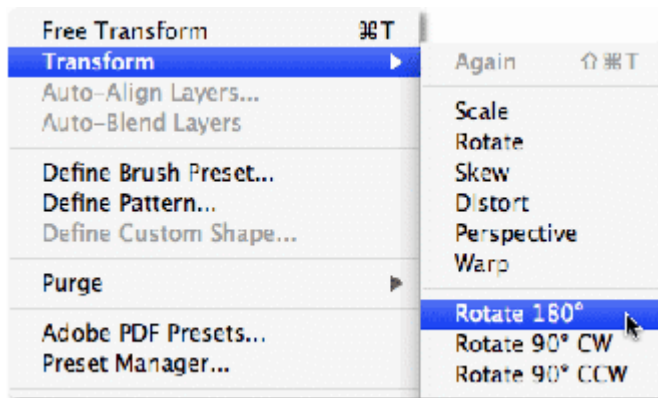 Free Transform ⌘T
Transform
Auto-Align Layers...
Auto-Blend Layers
Define Brush Preset...
Define Pattern...
Define Custom Shape...
Purge
Adobe PDF Presets...
Preset Manager...
Again ⇧⌘T
Scale
Rotate
Skew
Distort
Perspective
Warp
Rotate 180°
Rotate 90° CW
Rotate 90° CCW